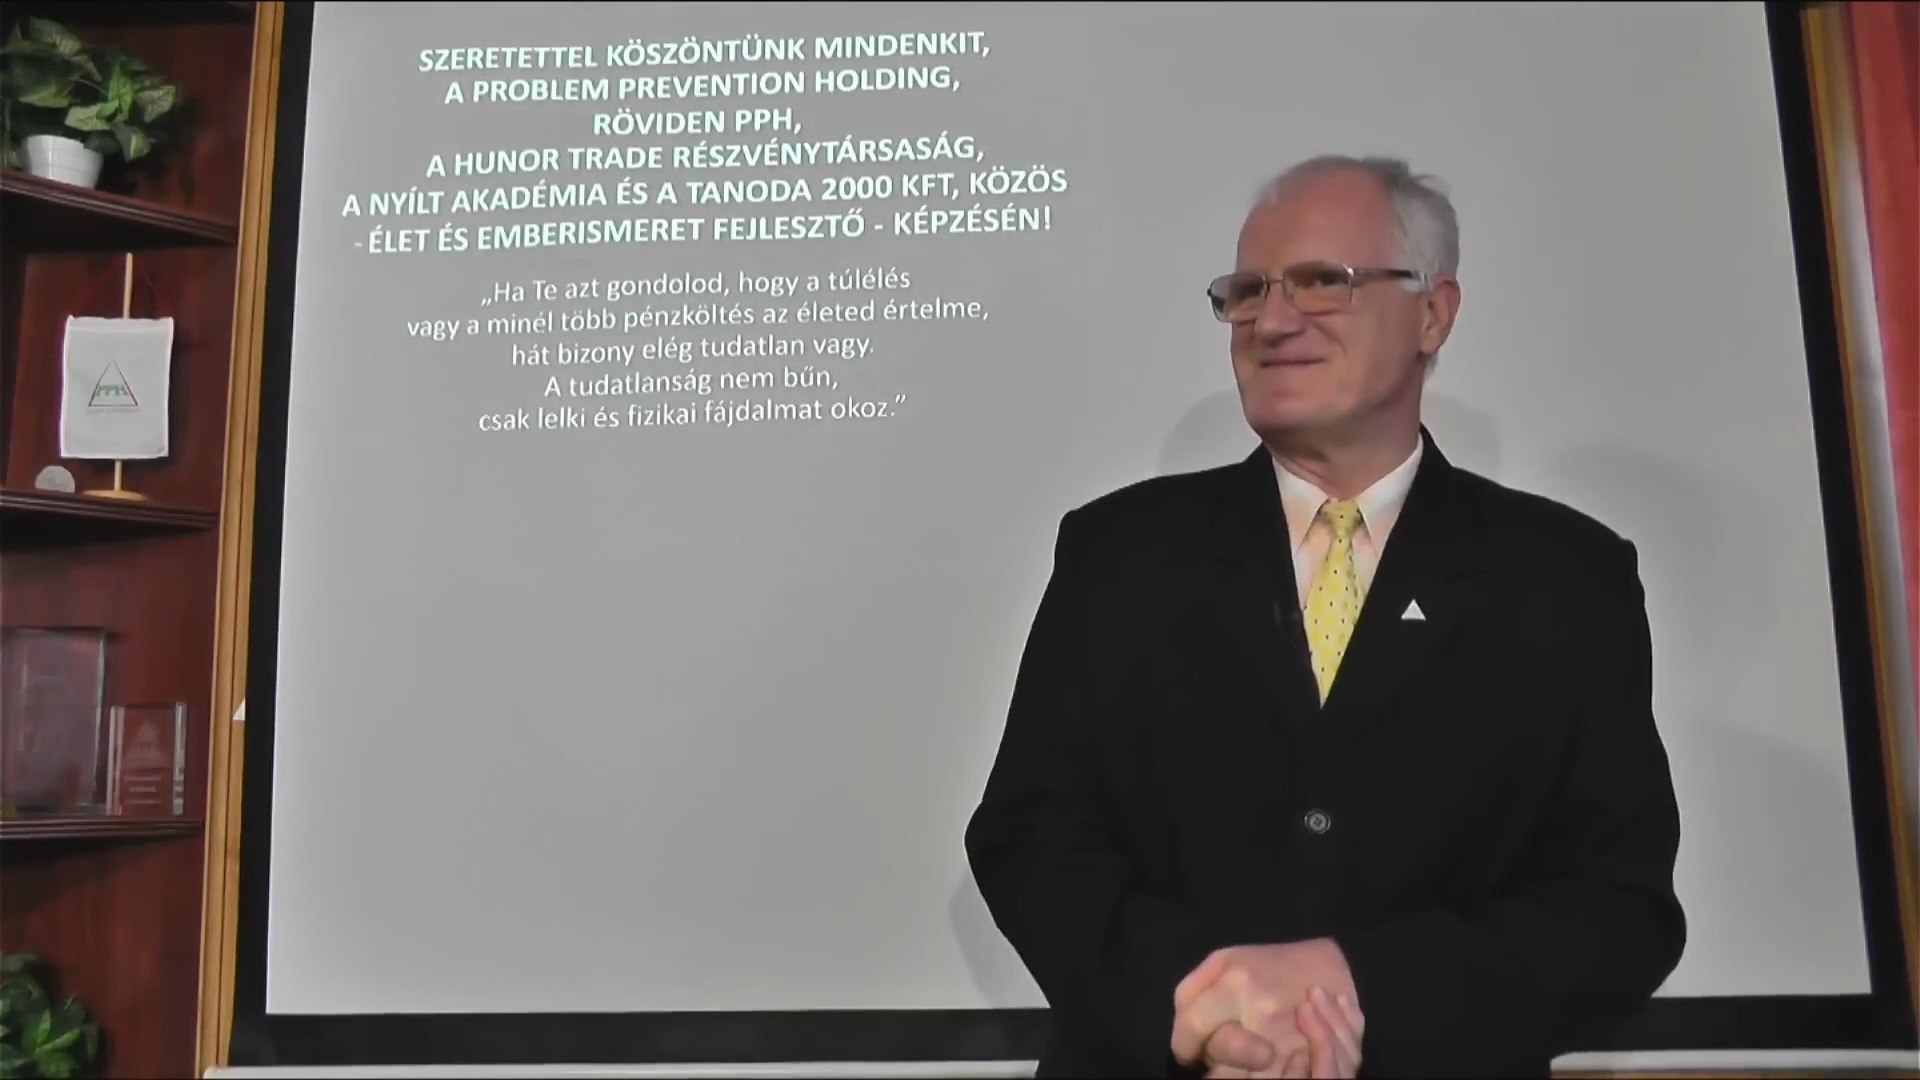 SZERETETTEL KÖSZÖNTÜNK MINDENKIT,
A PROBLEM PREVENTION HOLDING,
RÖVIDEN PPH,
A HUNOR TRADE RÉSZVÉNYTÁRSASÁG,
A NYÍLT AKADÉMIA ÉS A TANODA 2000 KFT, KÖZÖS
- ÉLET ÉS EMBERISMERET FEJLESZTŐ - KÉPZÉSÉN!
„Ha Te azt gondolod, hogy a túlélés
vagy a minél több pénzköltés az életed értelme,
hát bizony elég tudatlan vagy.
A tudatlanság nem bűn,
csak lelki és fizikai fájdalmat okoz.”
PPH